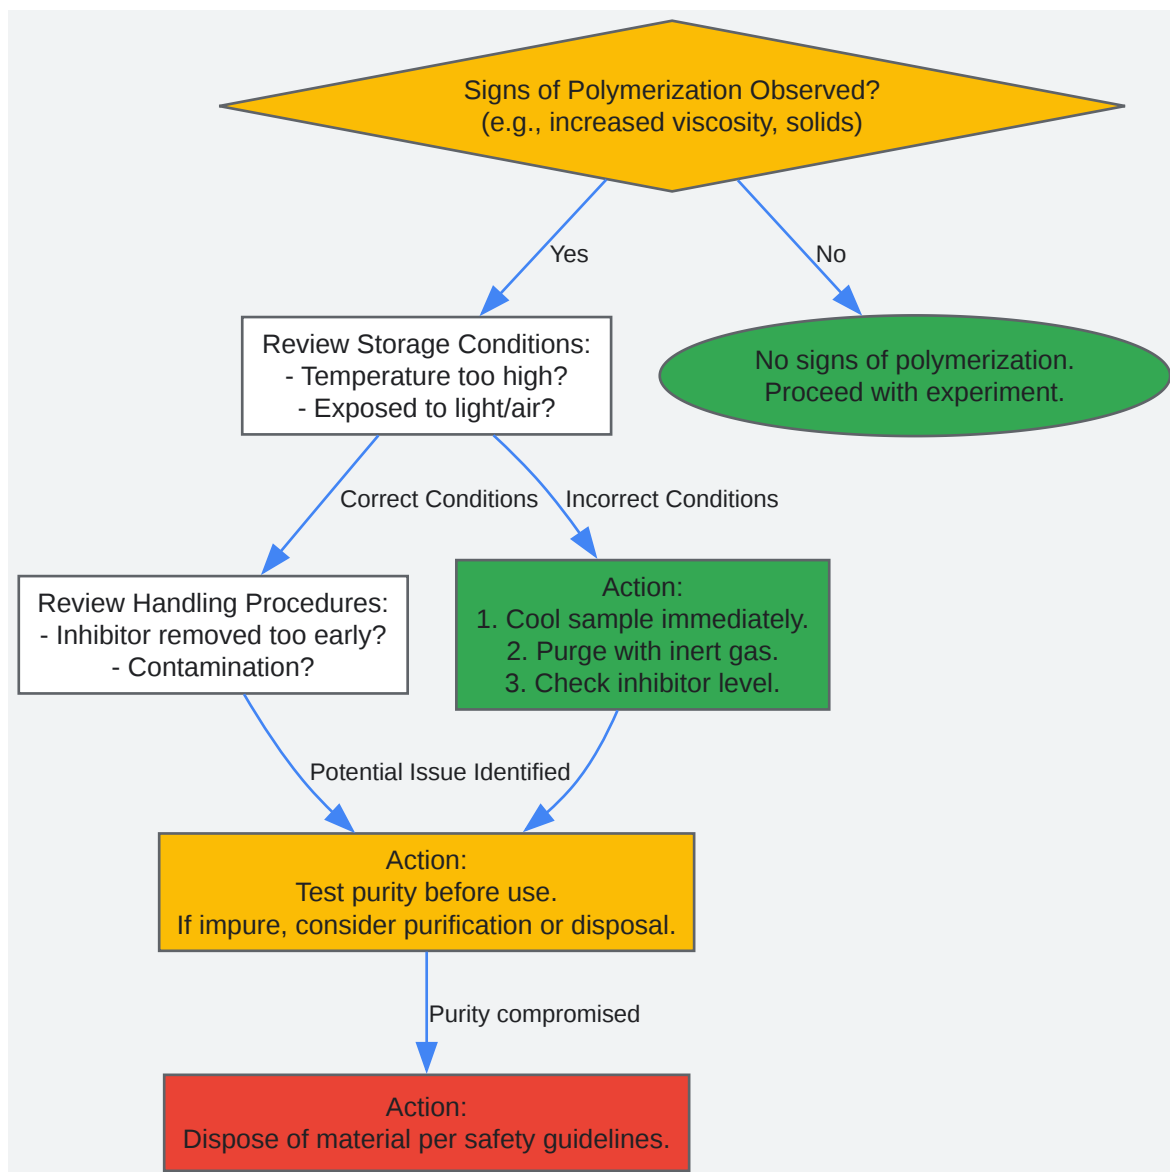 Signs of Polymerization Observed?
(e.g., increased viscosity, solids)
Yes
No
Review Storage Conditions:
- Temperature too high?
- Exposed to light/air?
No signs of polymerization.
Proceed with experiment.
Correct Conditions
Incorrect Conditions
Review Handling Procedures:
- Inhibitor removed too early?
- Contamination?
Action:
1. Cool sample immediately.
2. Purge with inert gas.
3. Check inhibitor level.
Potential Issue Identified
Action:
Test purity before use.
If impure, consider purification or disposal.
Purity compromised
Action:
Dispose of material per safety guidelines.